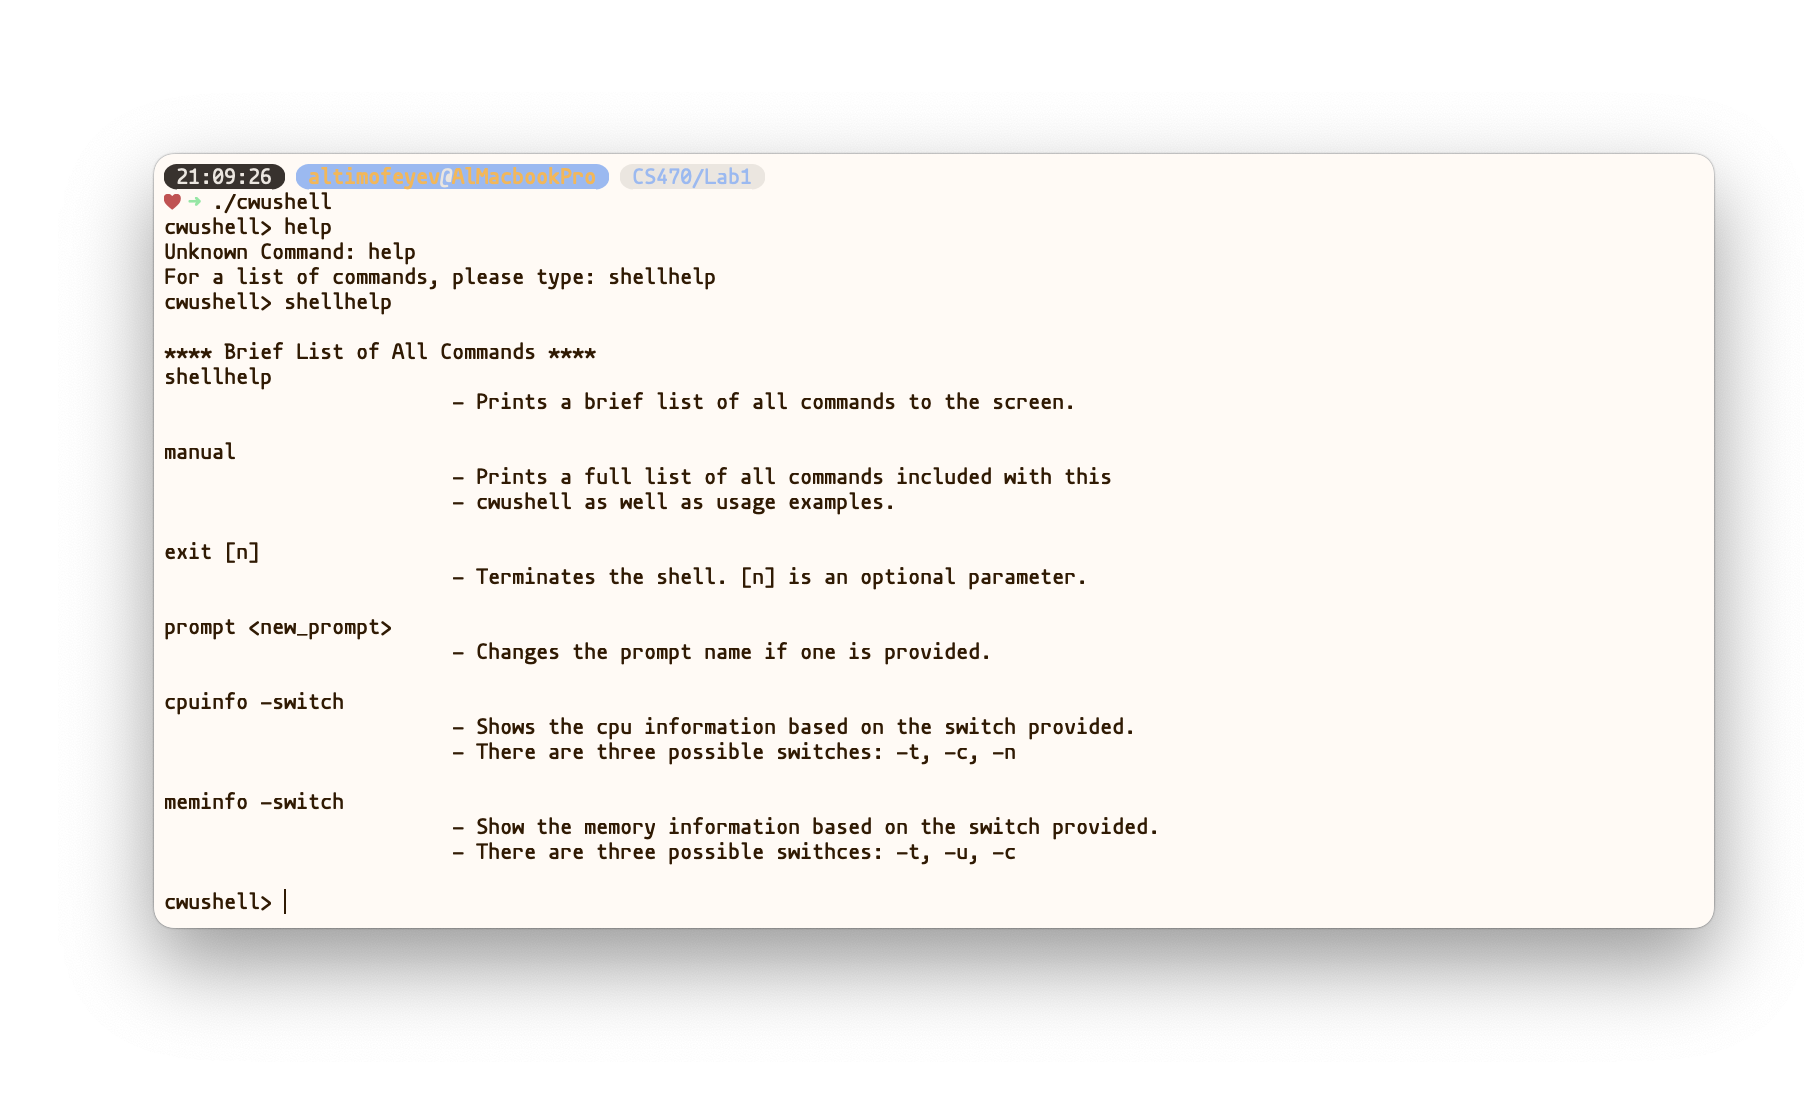 21:09:26 altimofeyev@AlMacbookPro CS470/Lab1
♥ ➜ ./cwushell
cwushell> help
Unknown Command: help
For a list of commands, please type: shellhelp
cwushell> shellhelp
**** Brief List of All Commands ****
shellhelp
– Prints a brief list of all commands to the screen.
manual
– Prints a full list of all commands included with this
– cwushell as well as usage examples.
exit [n]
– Terminates the shell. [n] is an optional parameter.
prompt <new_prompt>
– Changes the prompt name if one is provided.
cpuinfo –switch
– Shows the cpu information based on the switch provided.
– There are three possible switches: –t, –c, –n
meminfo –switch
– Show the memory information based on the switch provided.
– There are three possible swithces: –t, –u, –c
cwushell>